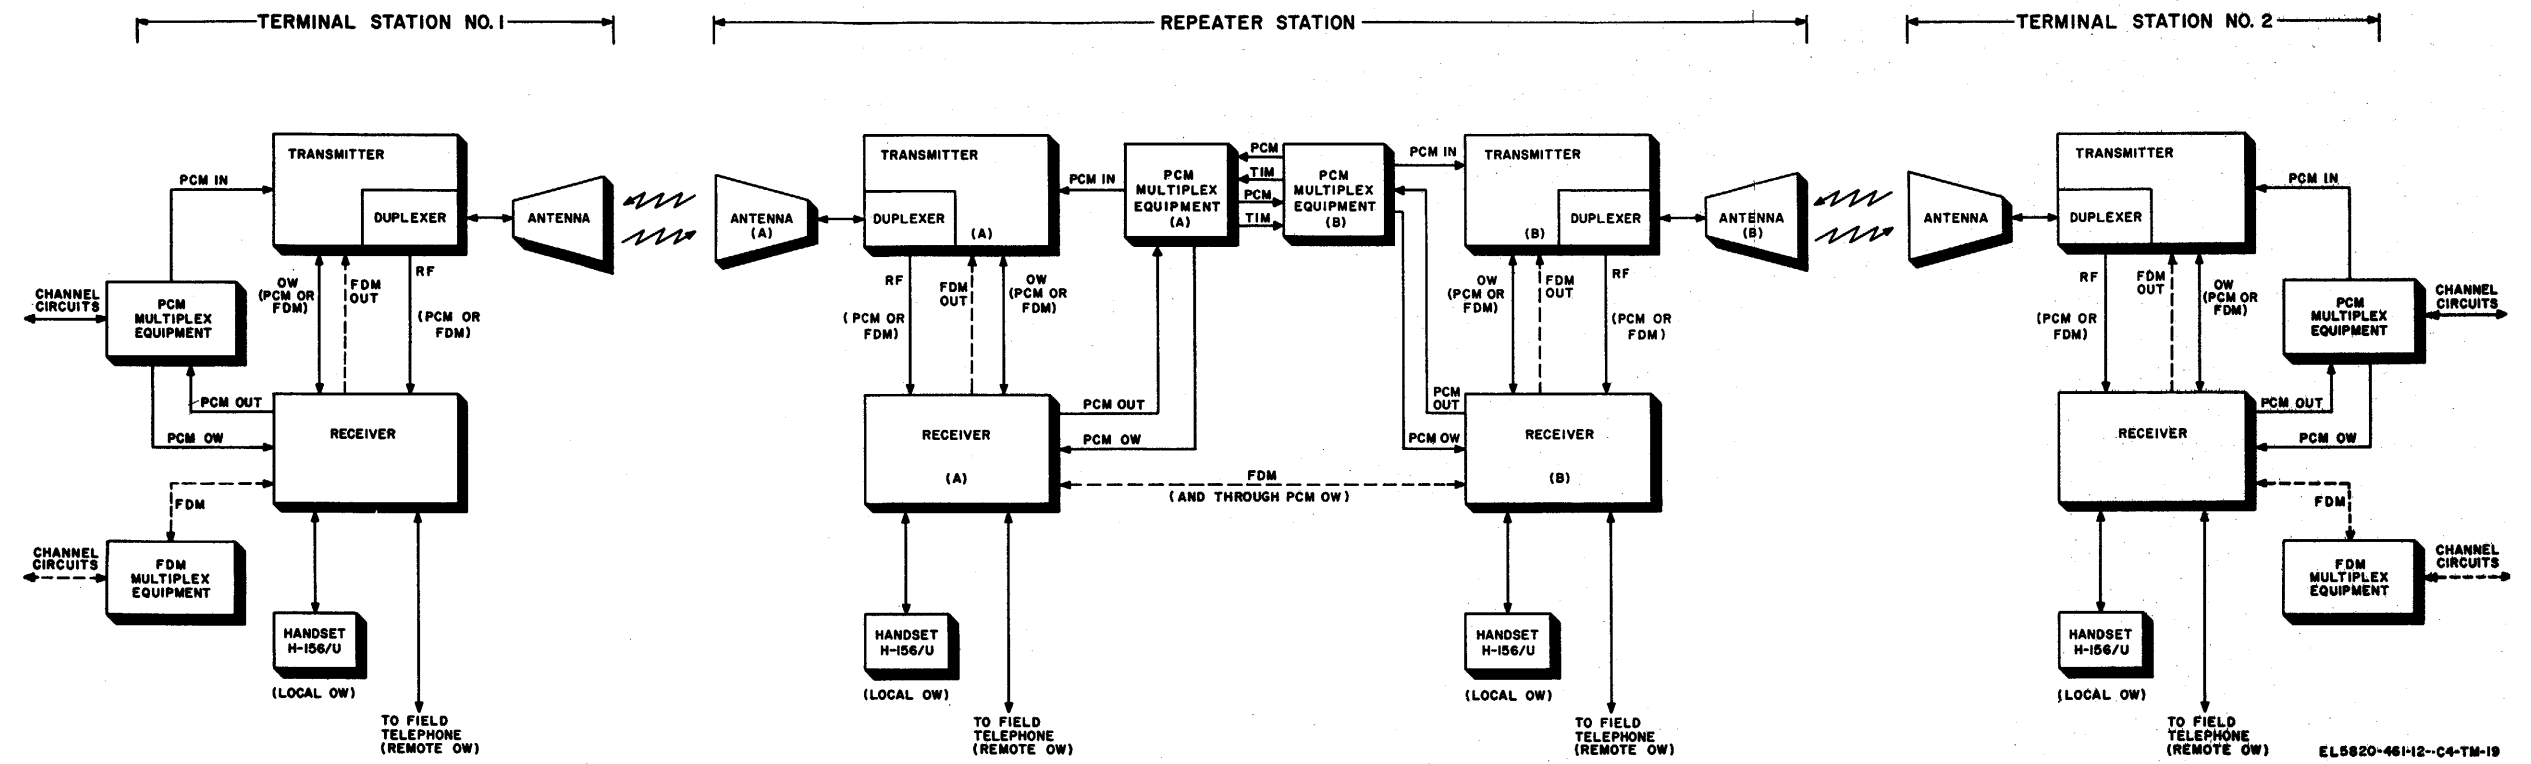 TERMINAL STATION NO. 1
REPEATER STATION
TERMINAL STATION NO. 2
TRANSMITTER
DUPLEXER
PCM IN
ANTENNA
CHANNEL
CIRCUITS
PCM
MULTIPLEX
EQUIPMENT
OW
(PCM OR
FDM)
FDM
OUT
RF
(PCM OR
FDM)
PCM OUT
PCM OW
RECEIVER
FDM
CHANNEL
CIRCUITS
FDM
MULTIPLEX
EQUIPMENT
HANDSET
H-156/U
(LOCAL OW)
TO FIELD
TELEPHONE
(REMOTE OW)
ANTENNA
(A)
TRANSMITTER
DUPLEXER
(A)
PCM IN
PCM
MULTIPLEX
EQUIPMENT
(A)
PCM
TIM
PCM
TIM
PCM
MULTIPLEX
EQUIPMENT
(B)
PCM IN
TRANSMITTER
(B)
DUPLEXER
ANTENNA
(B)
RF
(PCM OR
FDM)
FDM
OUT
OW
(PCM OR
FDM)
OW
(PCM OR
FDM)
FDM
OUT
RF
(PCM OR
FDM)
RECEIVER
(A)
PCM OUT
PCM OW
FDM
(AND THROUGH PCM OW)
PCM
OUT
PCM OW
RECEIVER
(B)
HANDSET
H-156/U
(LOCAL OW)
TO FIELD
TELEPHONE
(REMOTE OW)
HANDSET
H-156/U
(LOCAL OW)
TO FIELD
TELEPHONE
(REMOTE OW)
ANTENNA
TRANSMITTER
DUPLEXER
PCM IN
RF
(PCM OR
FDM)
FDM
OUT
OW
(PCM OR
FDM)
PCM
MULTIPLEX
EQUIPMENT
CHANNEL
CIRCUITS
RECEIVER
PCM OUT
PCM OW
FDM
FDM
MULTIPLEX
EQUIPMENT
CHANNEL
CIRCUITS
HANDSET
H-156/U
(LOCAL OW)
TO FIELD
TELEPHONE
(REMOTE OW)
EL5820-461-12--C4-TM-19